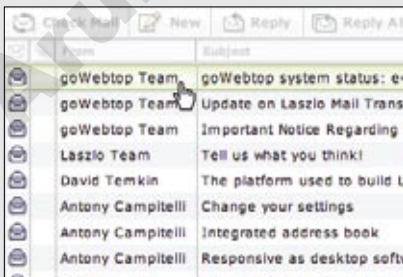 Check Mail New Reply Reply Al
From Subject
goWebtop Team goWebtop system status: e
goWebtop Team Update on Laszlo Mail Trans
goWebtop Team Important Notice Regarding
Laszlo Team Tell us what you think!
David Temkin The platform used to build L
Antony Campitelli Change your settings
Antony Campitelli Integrated address book
Antony Campitelli Responsive as desktop softw